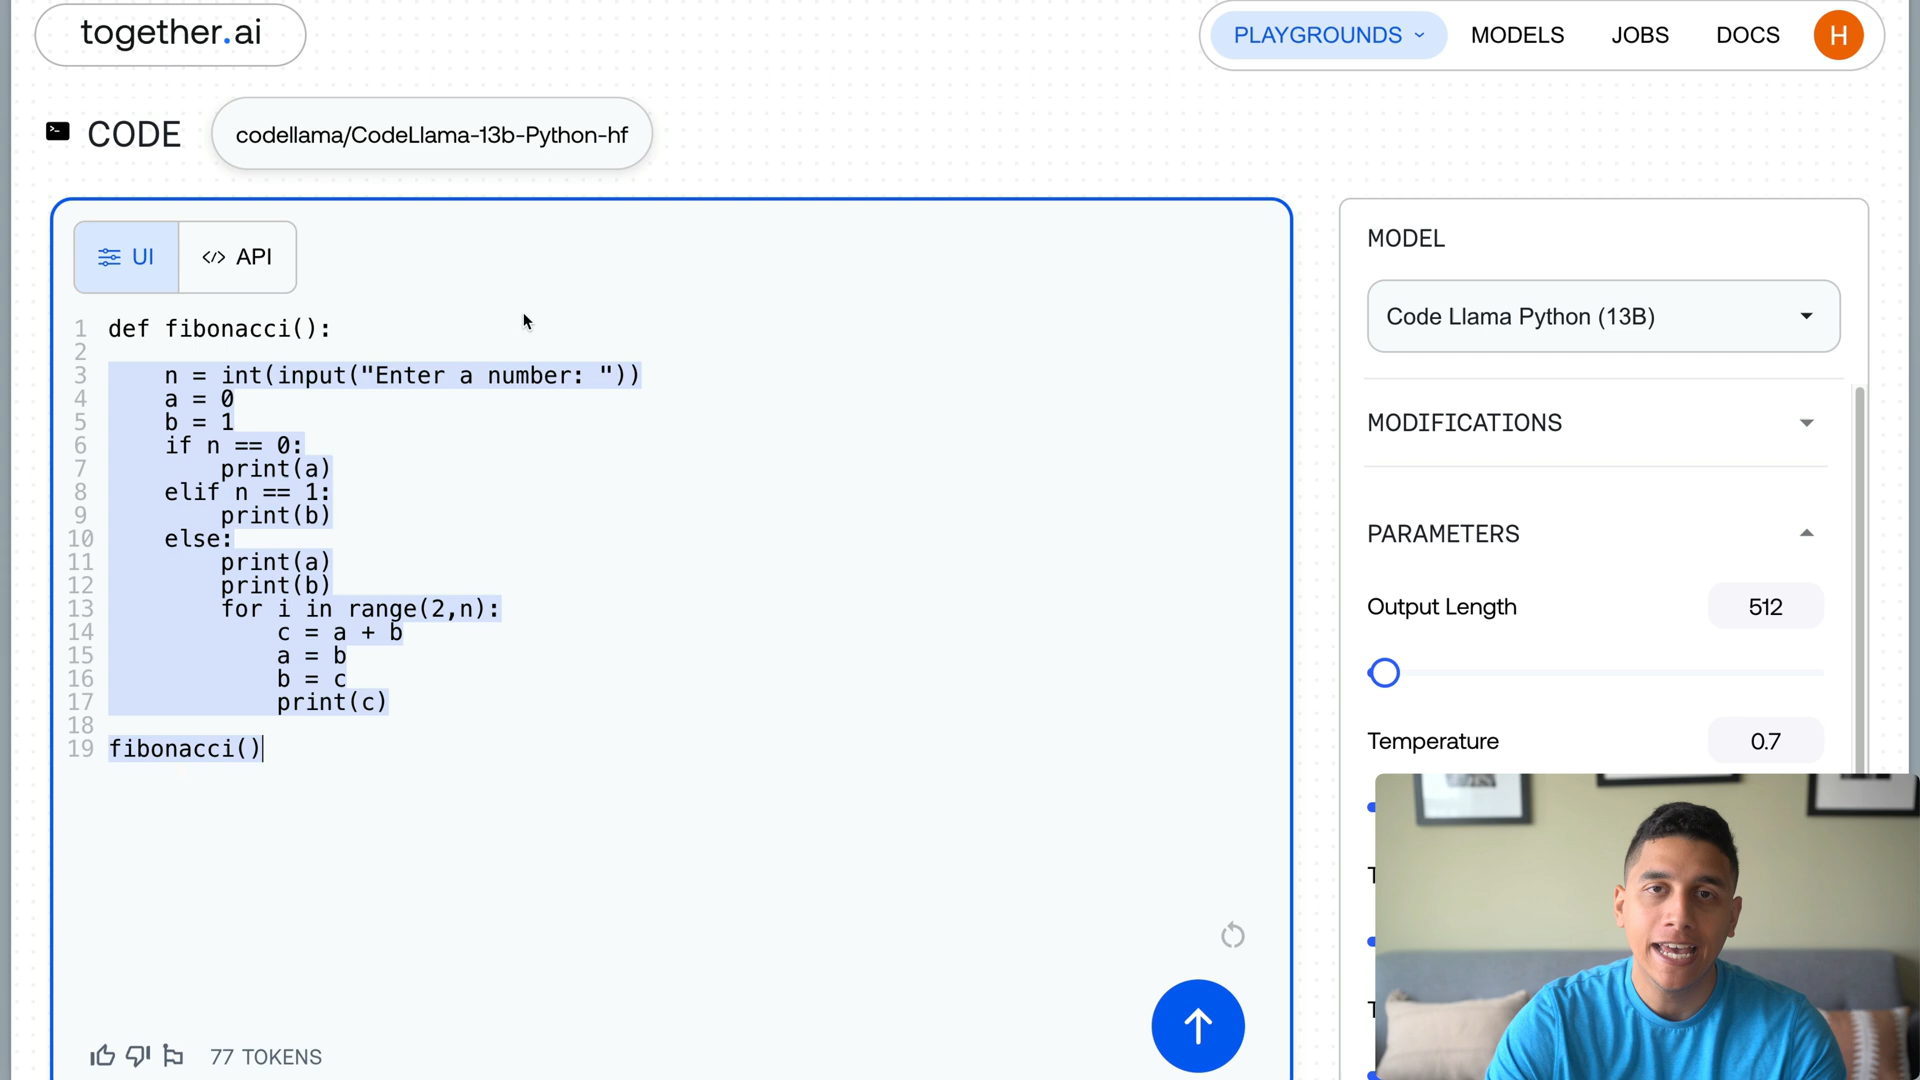 together.ai
PLAYGROUNDS MODELS JOBS DOCS H
CODE codellama/CodeLlama-13b-Python-hf
UI </> API
1 def fibonacci():
2
3     n = int(input("Enter a number: "))
4     a = 0
5     b = 1
6     if n == 0:
7         print(a)
8     elif n == 1:
9         print(b)
10     else:
11         print(a)
12         print(b)
13         for i in range(2,n):
14             c = a + b
15             a = b
16             b = c
17             print(c)
18
19 fibonacci()
77 TOKENS
MODEL
Code Llama Python (13B)
MODIFICATIONS
PARAMETERS
Output Length 512
Temperature 0.7
T
T